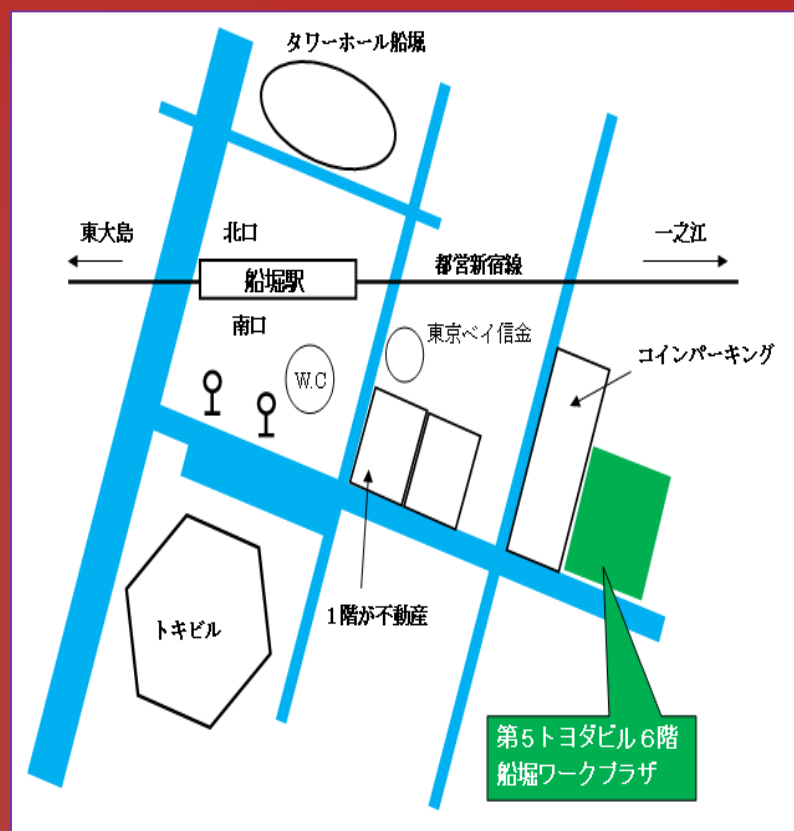 タワーホール船堀
東大島
北口
一之江
船堀駅
都営新宿線
南口
東京ベイ信金
コインパーキング
W.C
1階が不動産
トキビル
第5トヨダビル6階
船堀ワークプラザ